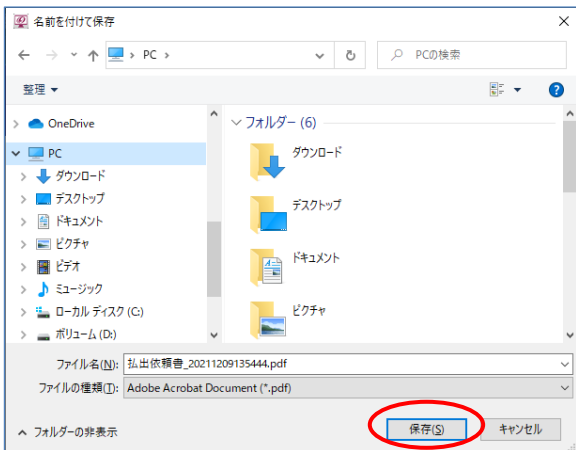 名前を付けて保存
PC
PCの検索
整理
OneDrive
PC
ダウンロード
デスクトップ
ドキュメント
ピクチャ
ビデオ
ミュージック
ローカル ディスク (C:)
ボリューム (D:)
フォルダー (6)
ダウンロード
デスクトップ
ドキュメント
ピクチャ
ファイル名(N): 払出依頼書_20211209135444.pdf
ファイルの種類(T): Adobe Acrobat Document (*.pdf)
フォルダーの非表示
保存(S)
キャンセル